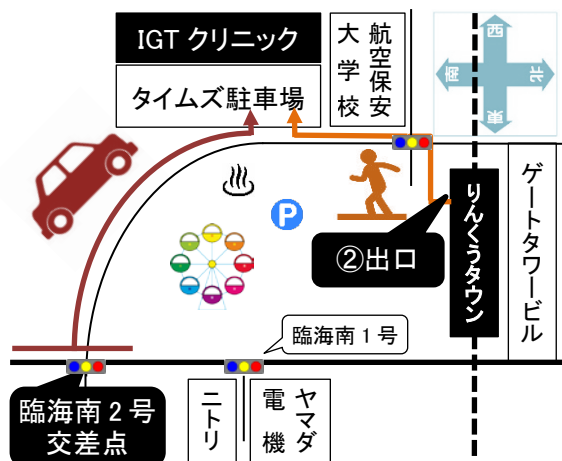 IGT クリニック
タイムズ駐車場
航空保安
大学校
西
南
北
東
P
②出口
りんくうタウン
ゲートタワービル
臨海南1号
臨海南2号
交差点
ニトリ
ヤマダ
電機